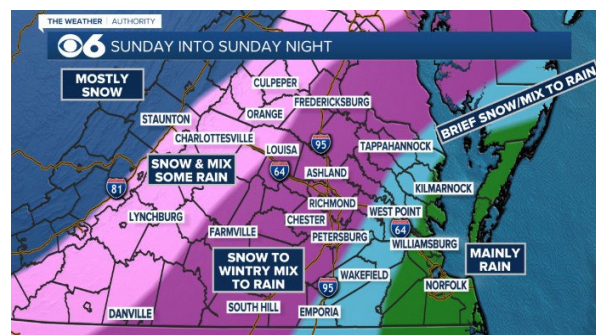 THE WEATHER AUTHORITY
6 SUNDAY INTO SUNDAY NIGHT
MOSTLY
SNOW
CULPEPER
FREDERICKSBURG
BRIEF SNOW/MIX TO RAIN
STAUNTON
ORANGE
CHARLOTTESVILLE
95
LOUISA
TAPPAHANNOCK
SNOW & MIX
SOME RAIN
64
ASHLAND
81
KILMARNOCK
RICHMOND
LYNCHBURG
WEST POINT
CHESTER
64
FARMVILLE
PETERSBURG
WILLIAMSBURG
MAINLY
RAIN
SNOW TO
WINTRY MIX
TO RAIN
WAKEFIELD
95
NORFOLK
DANVILLE
SOUTH HILL
EMPORIA